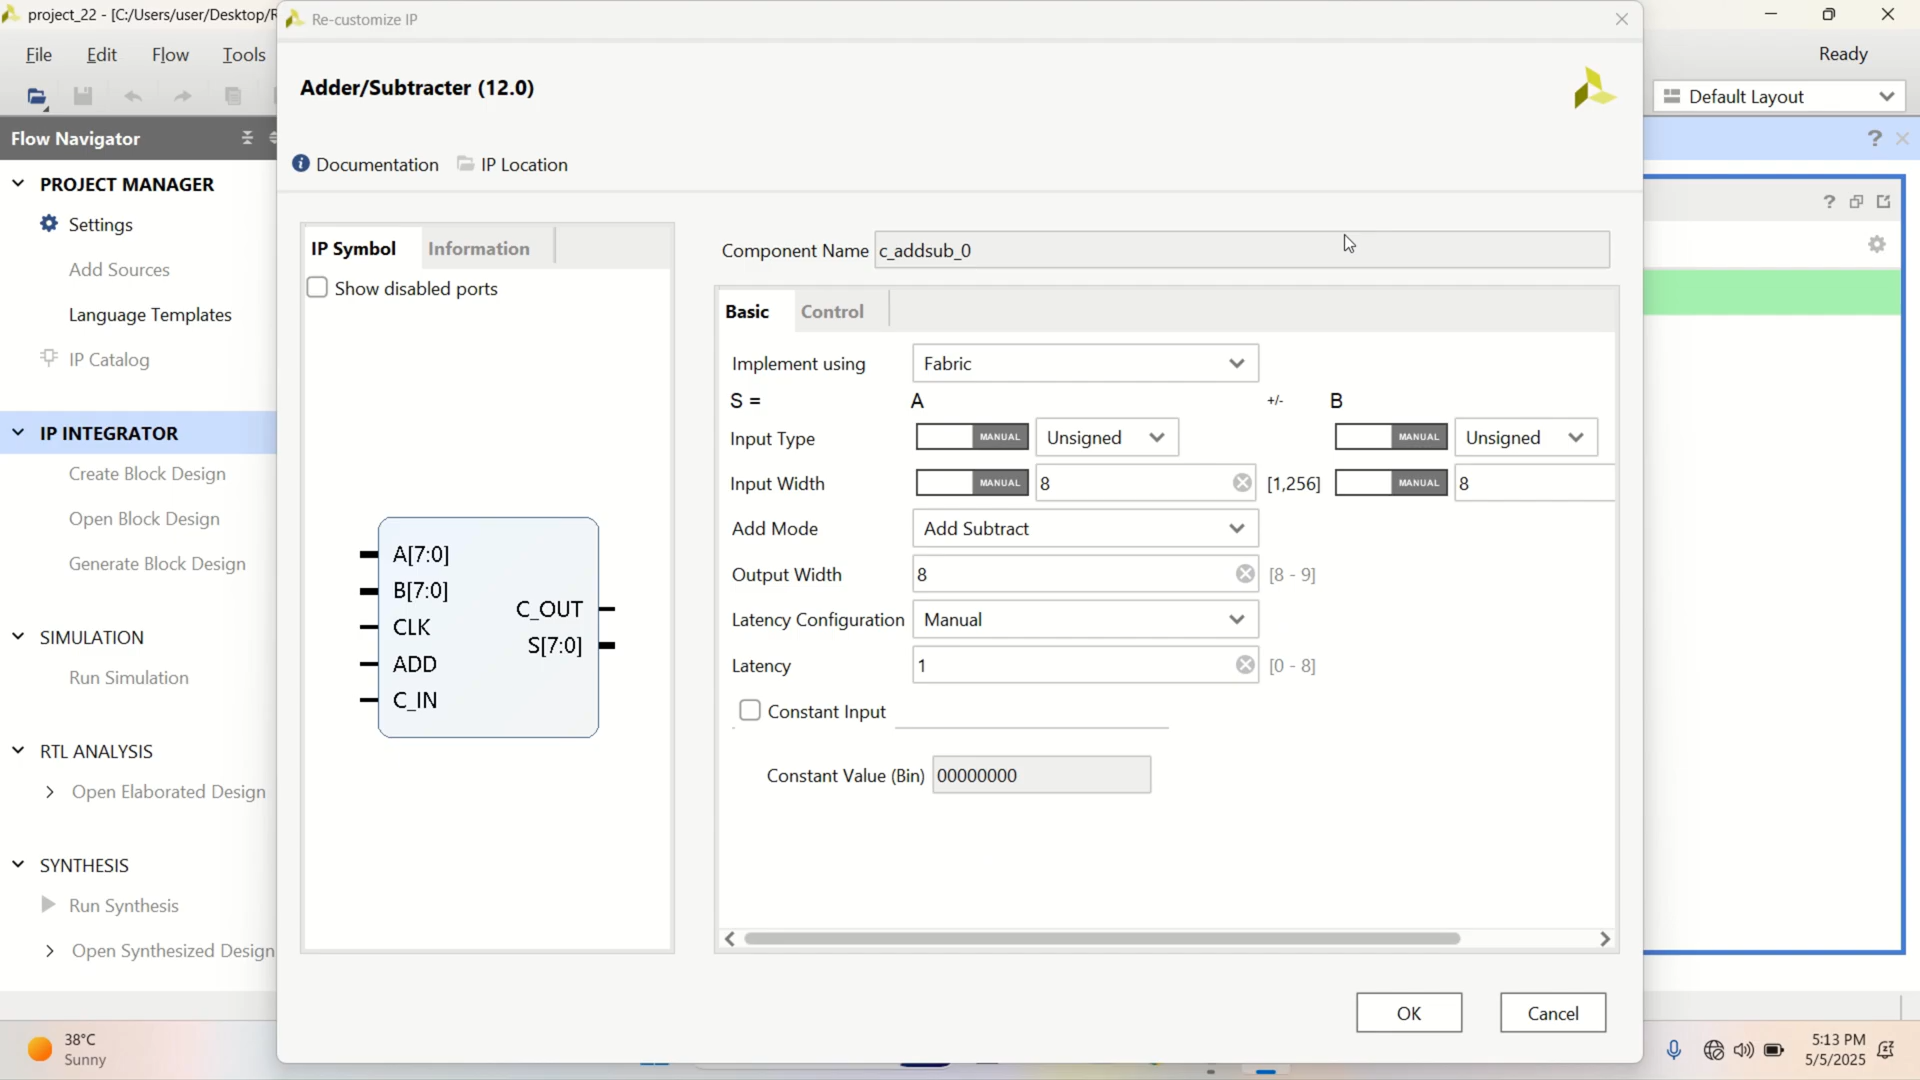 project_22 - [C:/Users/user/Desktop/
Re-customize IP
File Edit Flow Tools
Ready
Adder/Subtracter (12.0)
Default Layout
Flow Navigator
?
Documentation IP Location
PROJECT MANAGER
Settings
Add Sources
Language Templates
IP Catalog
IP INTEGRATOR
Create Block Design
Open Block Design
Generate Block Design
SIMULATION
Run Simulation
RTL ANALYSIS
Open Elaborated Design
SYNTHESIS
Run Synthesis
Open Synthesized Design
IP Symbol Information
Show disabled ports
A[7:0]
B[7:0]
CLK
ADD
C_IN
C_OUT
S[7:0]
Component Name c_addsub_0
Basic Control
Implement using Fabric
S = A +/- B
Input Type MANUAL Unsigned MANUAL Unsigned
Input Width MANUAL 8 [1,256] MANUAL 8
Add Mode Add Subtract
Output Width 8 [8 - 9]
Latency Configuration Manual
Latency 1 [0 - 8]
Constant Input
Constant Value (Bin) 00000000
OK Cancel
?
38°C
Sunny
5:13 PM
5/5/2025